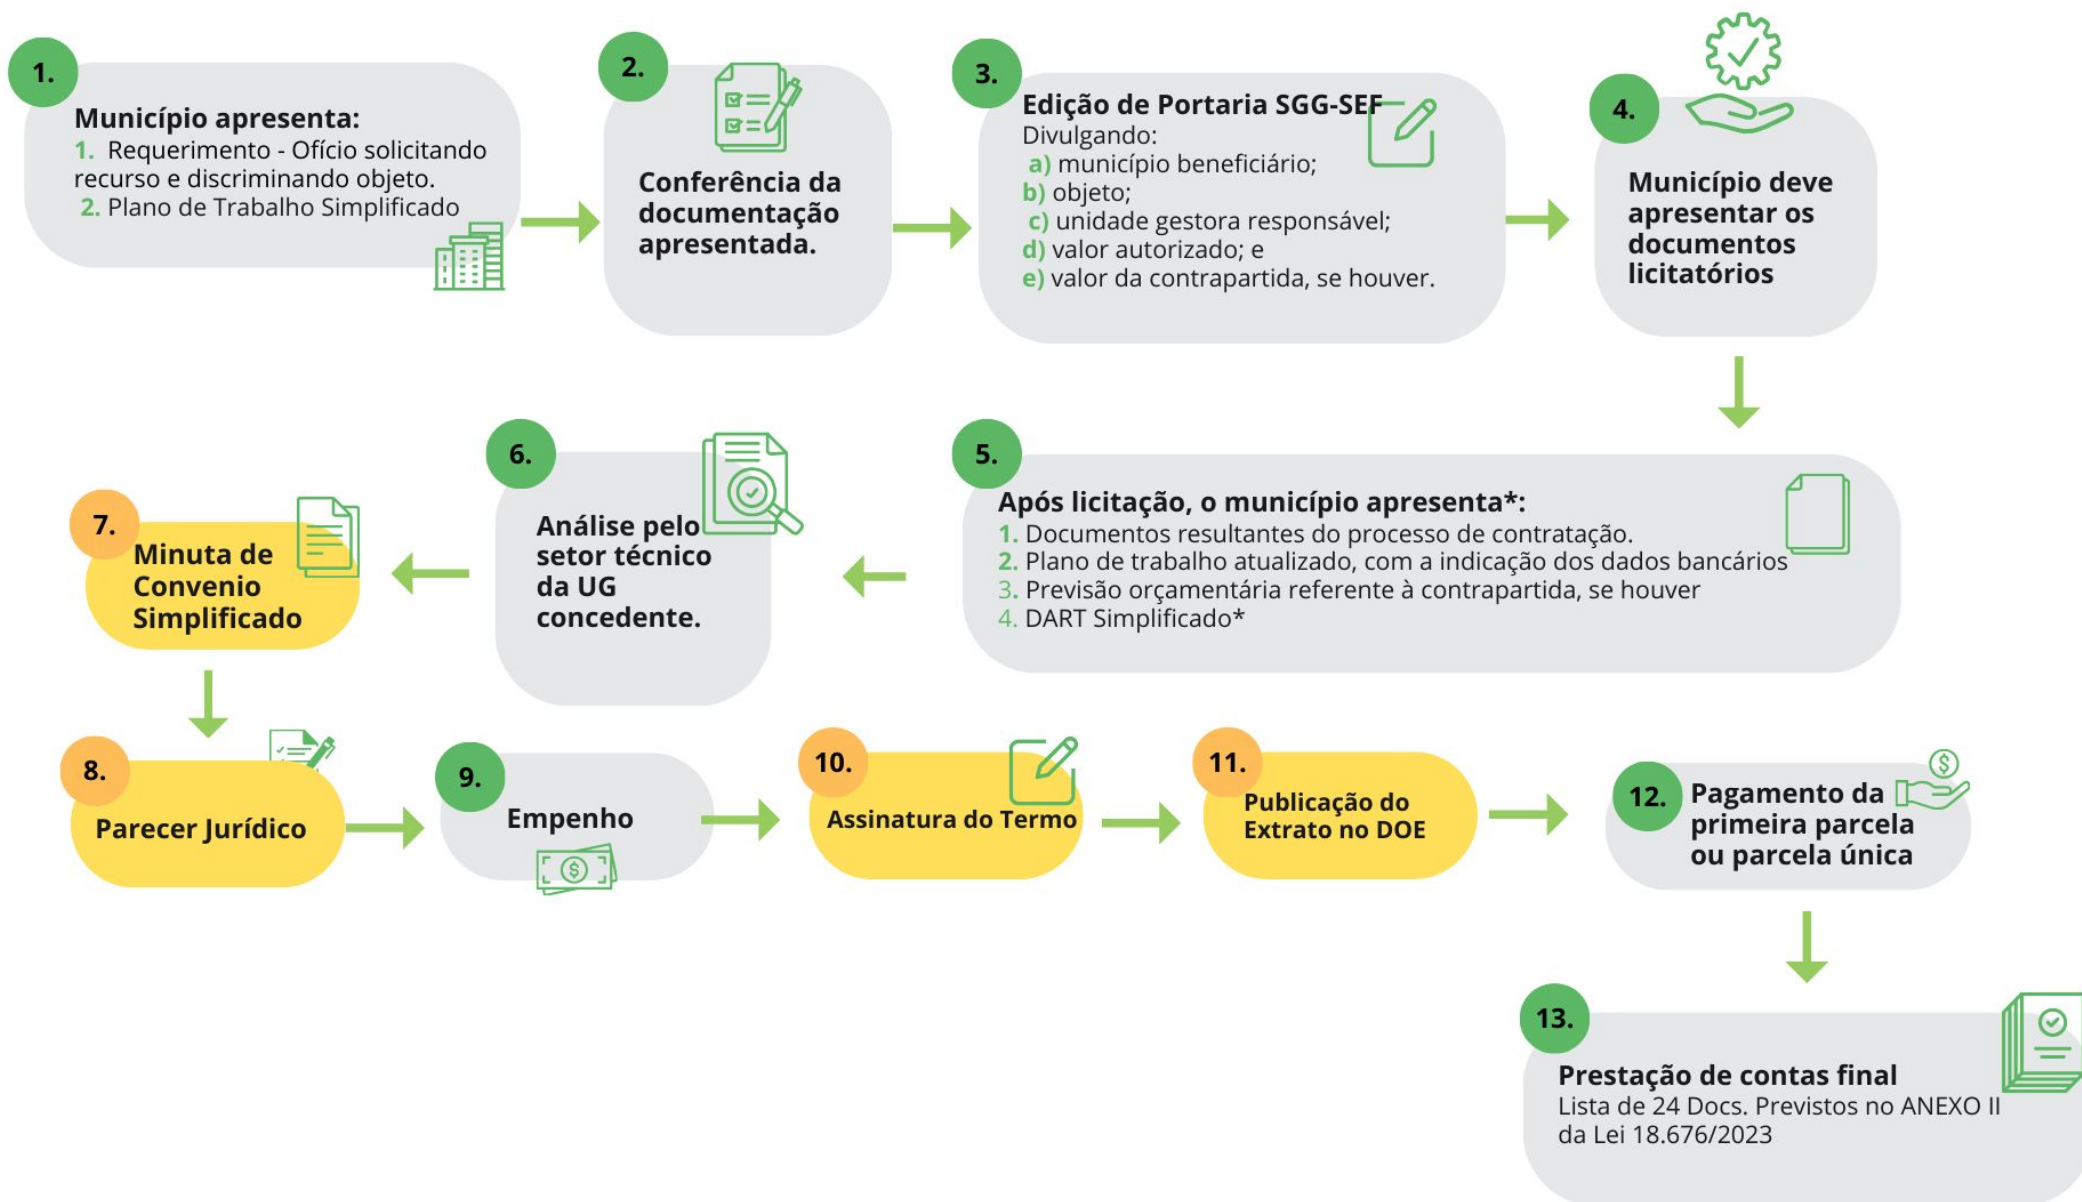 1.
Município apresenta:
1. Requerimento - Ofício solicitando
recurso e discriminando objeto.
2. Plano de Trabalho Simplificado
2.
Conferência da
documentação
apresentada.
3.
Edição de Portaria SGG-SEF
Divulgando:
a) município beneficiário;
b) objeto;
c) unidade gestora responsável;
d) valor autorizado; e
e) valor da contrapartida, se houver.
4.
Município deve
apresentar os
documentos
licitatórios
5.
Após licitação, o município apresenta*:
1. Documentos resultantes do processo de contratação.
2. Plano de trabalho atualizado, com a indicação dos dados bancários
3. Previsão orçamentária referente à contrapartida, se houver
4. DART Simplificado*
6.
Análise pelo
setor técnico
da UG
concedente.
7.
Minuta de
Convenio
Simplificado
8.
Parecer Jurídico
9.
Empenho
$
10.
Assinatura do Termo
11.
Publicação do
Extrato no DOE
12.
$
Pagamento da
primeira parcela
ou parcela única
13.
Prestação de contas final
Lista de 24 Docs. Previstos no ANEXO II
da Lei 18.676/2023